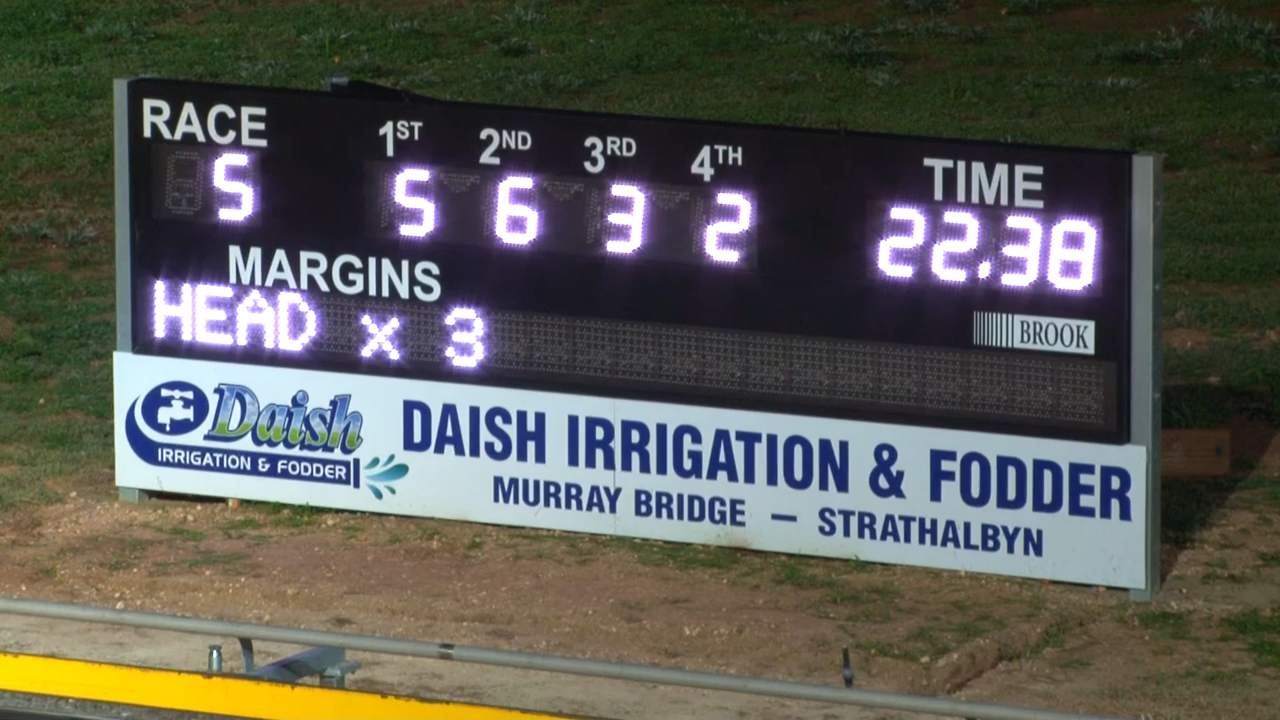 RACE 1ST 2ND 3RD 4TH TIME
5 5 6 3 2 22.38
MARGINS
HEAD x 3
BROOK
Daish
IRRIGATION & FODDER
DAISH IRRIGATION & FODDER
MURRAY BRIDGE — STRATHALBYN